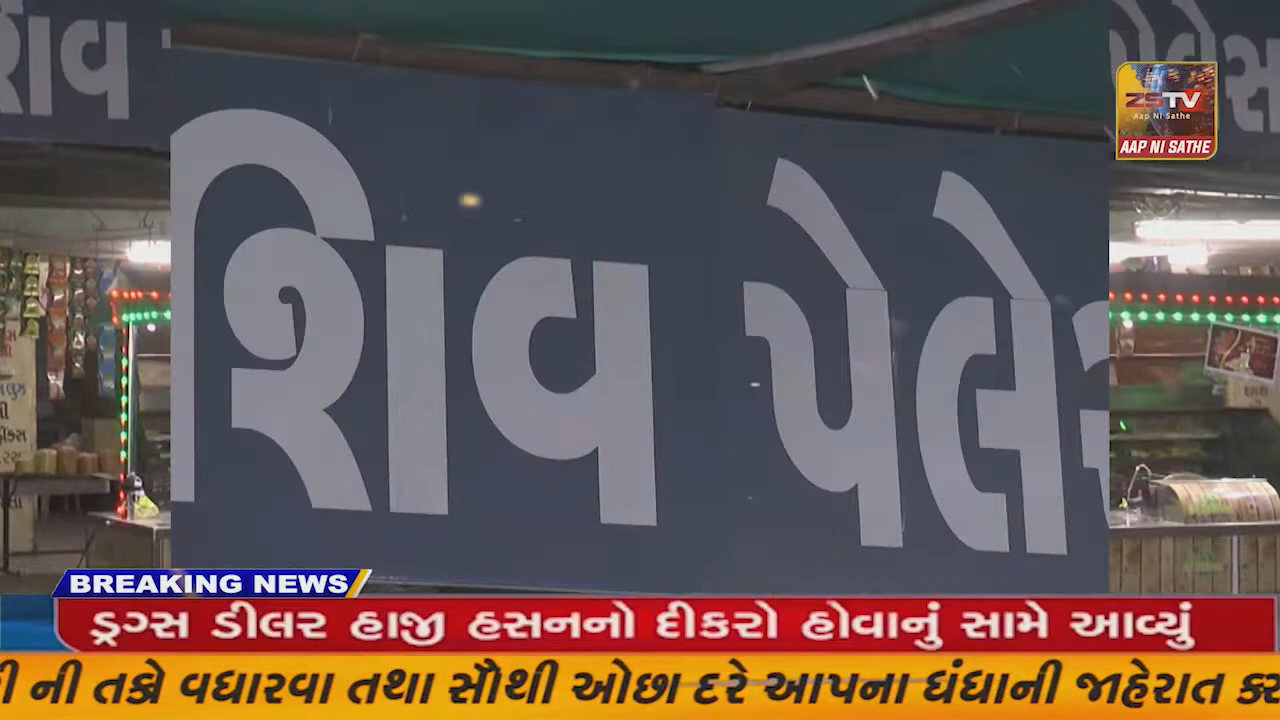 શિવ
ZSTV
Aap Ni Sathe
AAP NI SATHE
શિવ પેલે
BREAKING NEWS
ડ્રગ્સ ડીલર હાજી હસનનો દીકરો હોવાનું સામે આવ્યું
ની તકો વધારવા તથા સૌથી ઓછા દરે આપના ધંધાની જાહેરાત